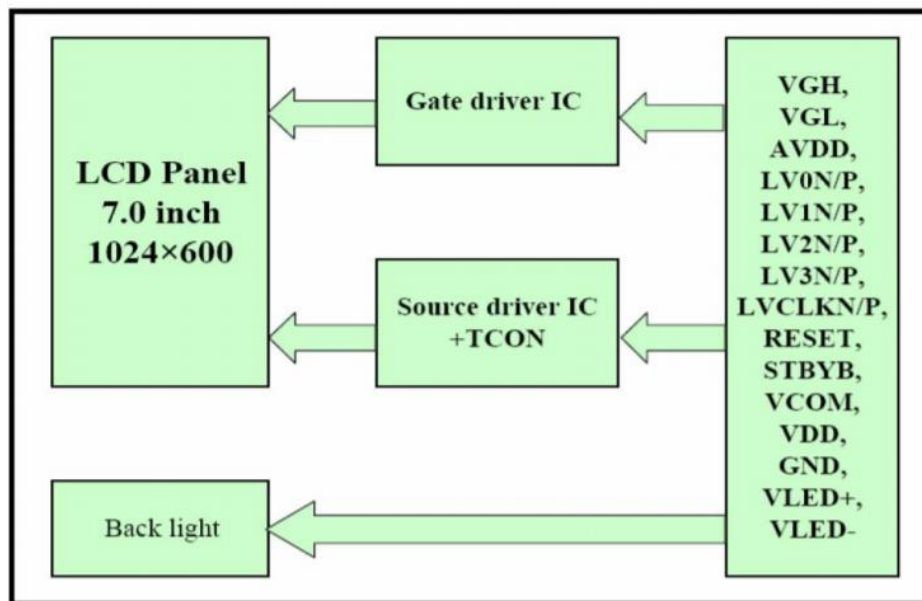 LCD Panel
7.0 inch
1024×600
Gate driver IC
Source driver IC
+TCON
Back light
VGH,
VGL,
AVDD,
LV0N/P,
LV1N/P,
LV2N/P,
LV3N/P,
LVCLKN/P,
RESET,
STBYB,
VCOM,
VDD,
GND,
VLED+,
VLED-